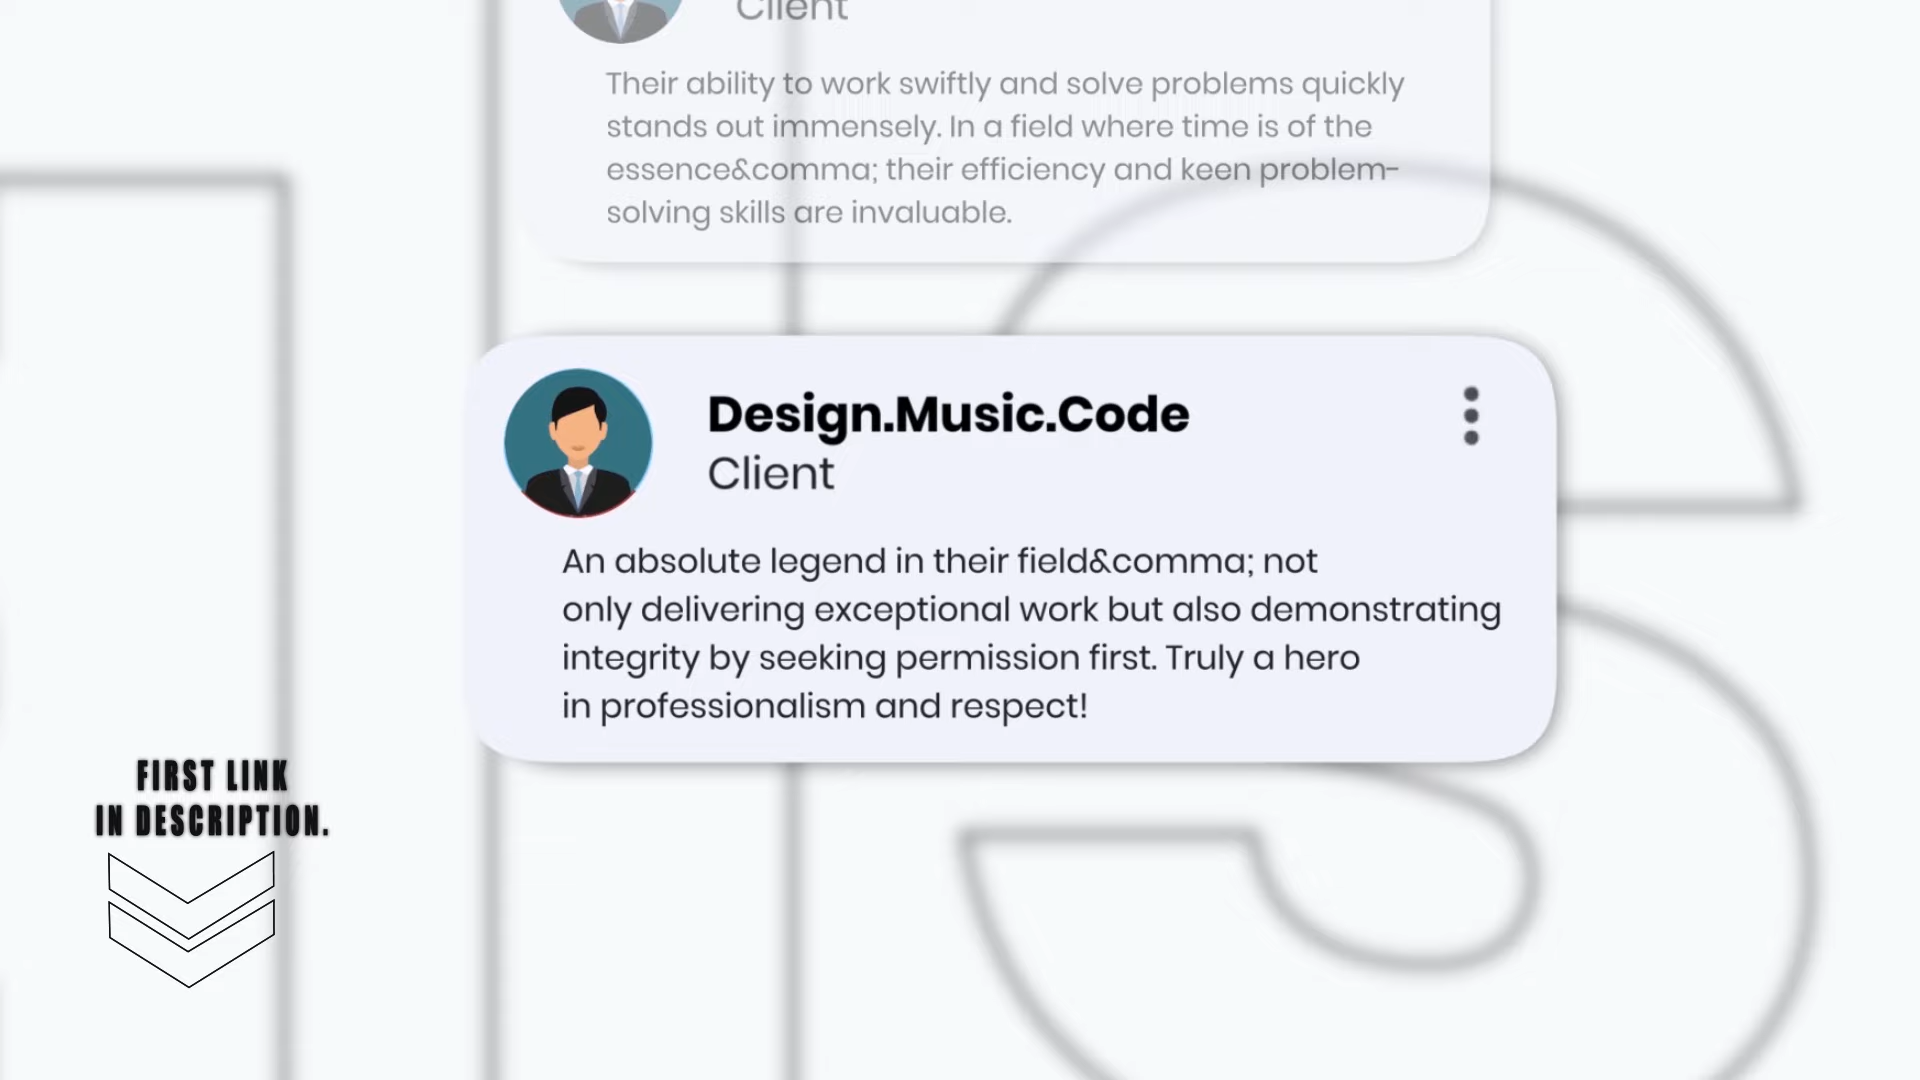 Client
Their ability to work swiftly and solve problems quickly
stands out immensely. In a field where time is of the
essence&comma; their efficiency and keen problem-
solving skills are invaluable.
Design.Music.Code
Client
An absolute legend in their field&comma; not
only delivering exceptional work but also demonstrating
integrity by seeking permission first. Truly a hero
in professionalism and respect!
FIRST LINK
IN DESCRIPTION.